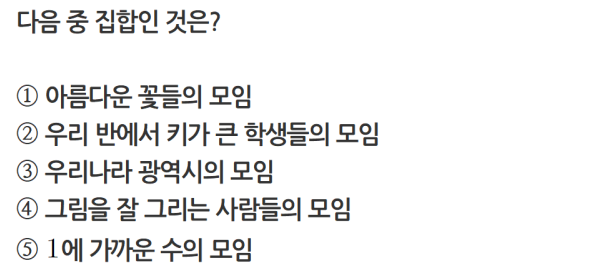 다음 중 집합인 것은?
① 아름다운 꽃들의 모임
② 우리 반에서 키가 큰 학생들의 모임
③ 우리나라 광역시의 모임
④ 그림을 잘 그리는 사람들의 모임
⑤ 1에 가까운 수의 모임